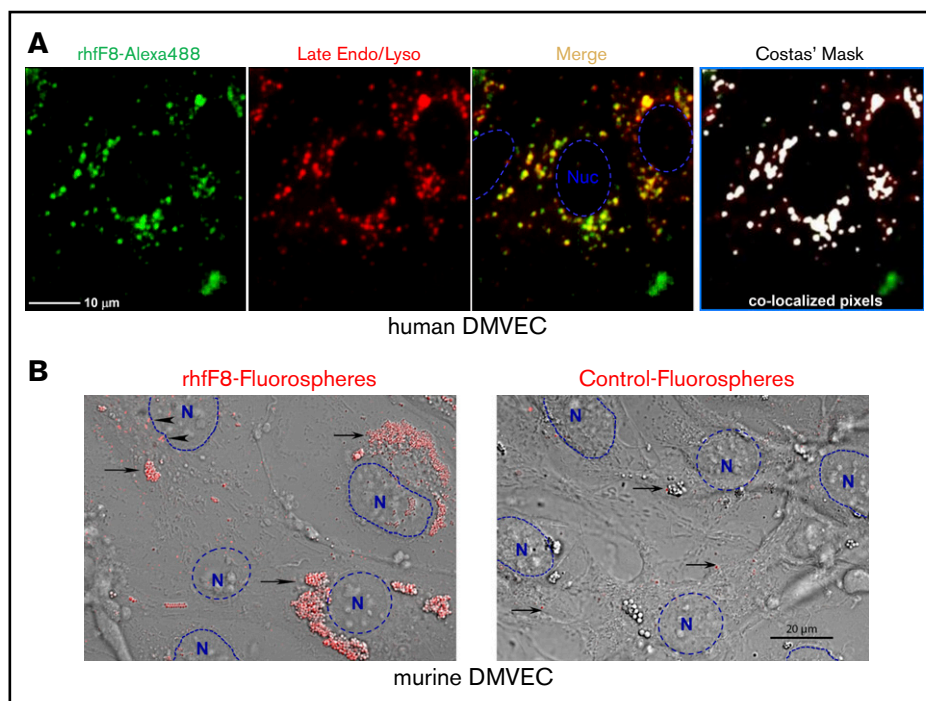 A
rhfF8-Alexa488 Late Endo/Lyso Merge Costas' Mask
Nuc
10 µm
co-localized pixels
human DMVEC
B
rhfF8-Fluorospheres Control-Fluorospheres
N N
N N
N
N N
N
N N
20 µm
murine DMVEC